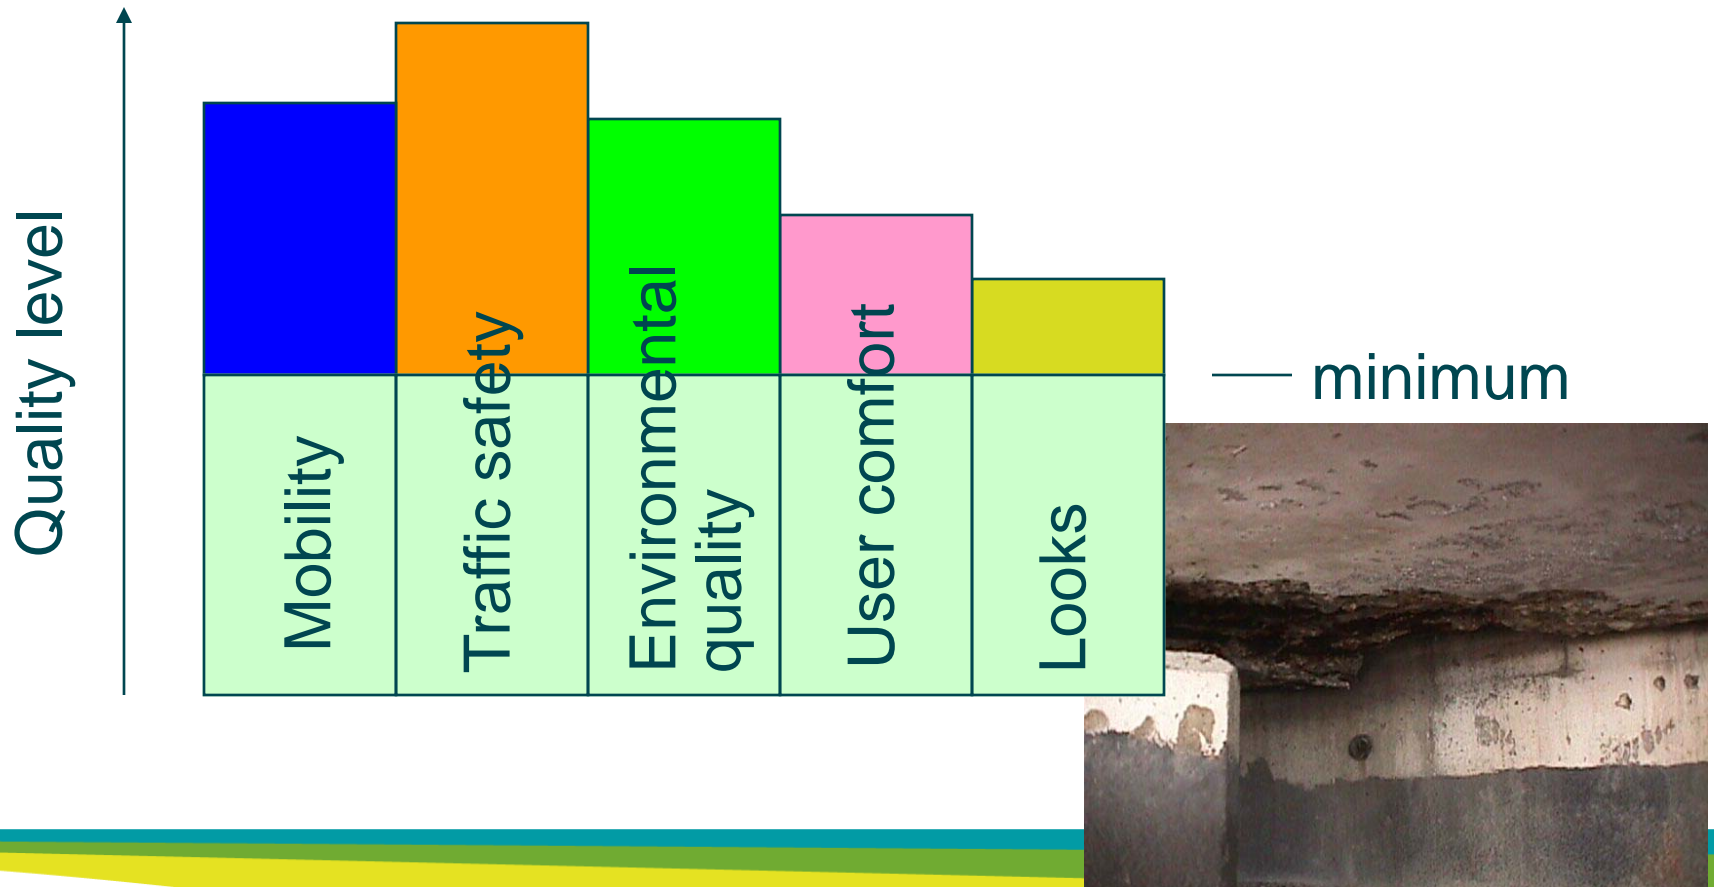 Quality level
Mobility
Traffic safety
Environmental
quality
User comfort
Looks
minimum